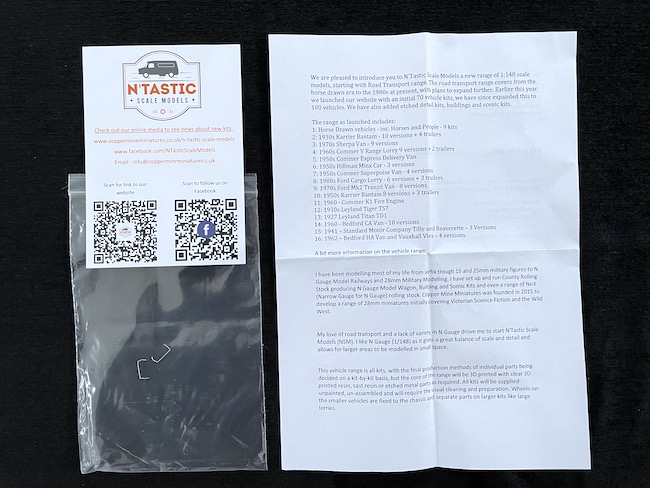 N'TASTIC
SCALE MODELS
Check out our online media to see news about new kits.
www.coppermineminiatures.co.uk/n-tastic-scale-models
www.facebook.com/NTasticScaleModels
Email - info@coppermineminiatures.c.uk
Scan for link to our
website
Scan to follow us on
Facebook
We are pleased to introduce you to N'Tastic Scale Models a new range of 1:148 scale
models, starting with Road Transport range. The road transport range covers from the
horse drawn era to the 1980s at present, with plans to expand further. Earlier this year
we launched our website with an initial 70 vehicle kits, we have since expanded this to
100 vehicles. We have also added etched detail kits, buildings and scenic kits.
The range as launched includes:
1: Horse Drawn vehicles - inc. Horses and People - 9 kits
2: 1930s Karrier Bantam - 10 versions + 4 trailers
3: 1970s Sherpa Van - 9 versions
4: 1960s Commer V Range Lorry 9 versions + 2 trailers
5: 1950s Commer Express Delivery Van
6: 1950s Hillman Minx Car - 3 versions
7: 1950s Commer Superpoise Van - 4 versions
8: 1980s Ford Cargo Lorry - 6 versions + 3 trailers
9: 1970s Ford Mk2 Transit Van - 8 versions
10: 1950s Karrier Bantam 8 versions + 3 trailers
11: 1960 - Commer K1 Fire Engine
12: 1930s Leyland Tiger TS7
13: 1927 Leyland Titan TD1
14: 1960 - Bedford CA Van - 10 versions
15: 1941 – Standard Motor Company Tilly and Beaverette – 3 Versions
16: 1962 – Bedford HA Van and Vauxhall Viva – 4 versions
A bit more information on the vehicle range:
I have been modelling most of my life from airfix trough 15 and 25mm military figures to N
Gauge Model Railways and 28mm Military Modelling. I have set up and run County Rolling
Stock producing N Gauge Model Wagon, Building and Scenic Kits and even a range of Nn3
(Narrow Gauge for N Gauge) rolling stock. Copper Mine Miniatures was founded in 2015 to
develop a range of 28mm miniatures initially covering Victorian Science Fiction and the Wild
West.
My love of road transport and a lack of variety in N Gauge drove me to start N'Tastic Scale
Models (NSM). I like N Gauge (1/148) as it gives a great balance of scale and detail and
allows for larger areas to be modelled in small space.
This vehicle range is all kits, with the final production methods of individual parts being
decided on a kit-by-kit basis, but the core of the range will be 3D printed with clear 3D
printed resin, cast resin or etched metal parts as required. All kits will be supplied
unpainted, un-assembled and will require the usual cleaning and preparation. Wheels on
the smaller vehicles are fixed to the chassis and separate parts on larger kits like large
lorries.